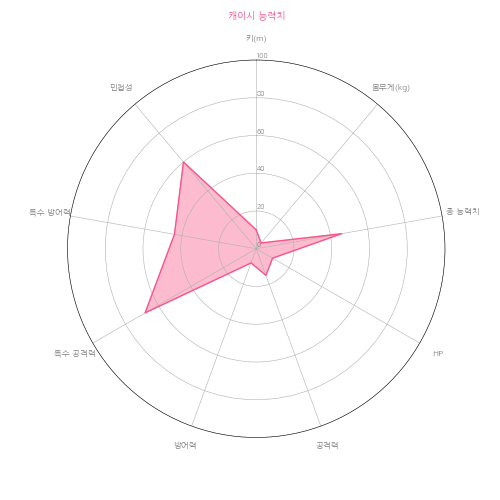 캐이시 능력치
키(m)
100
민첩성
몸무게(kg)
80
60
40
특수 방어력
20
총 능력치
0
특수 공격력
HP
방어력
공격력